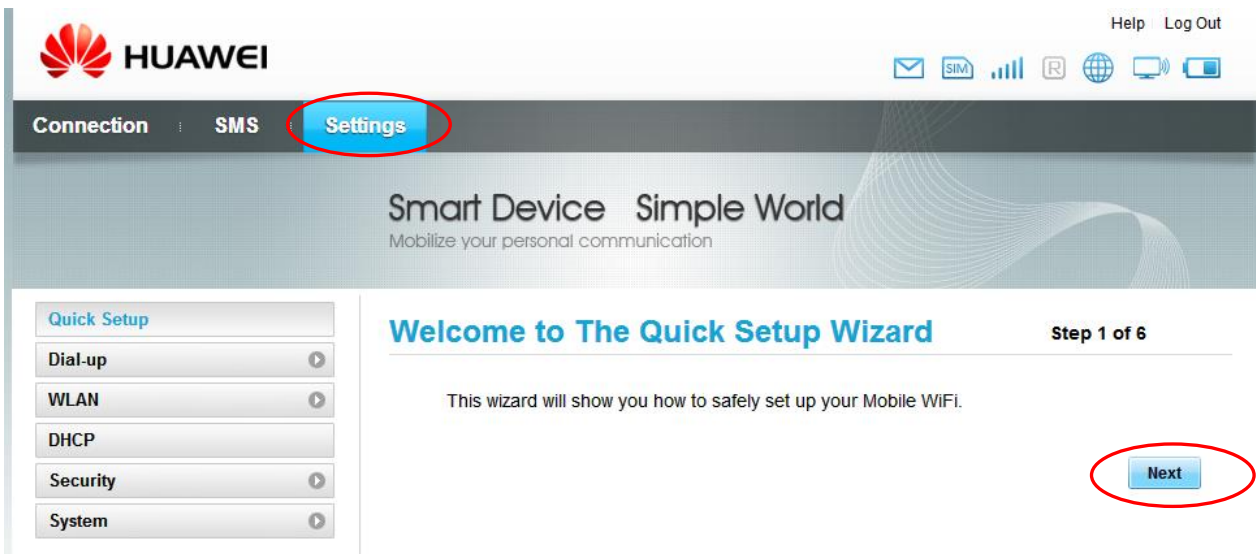 Help Log Out
HUAWEI
SIM R
Connection SMS Settings
Smart Device Simple World
Mobilize your personal communication
Quick Setup
Dial-up
WLAN
DHCP
Security
System
Welcome to The Quick Setup Wizard Step 1 of 6
This wizard will show you how to safely set up your Mobile WiFi.
Next